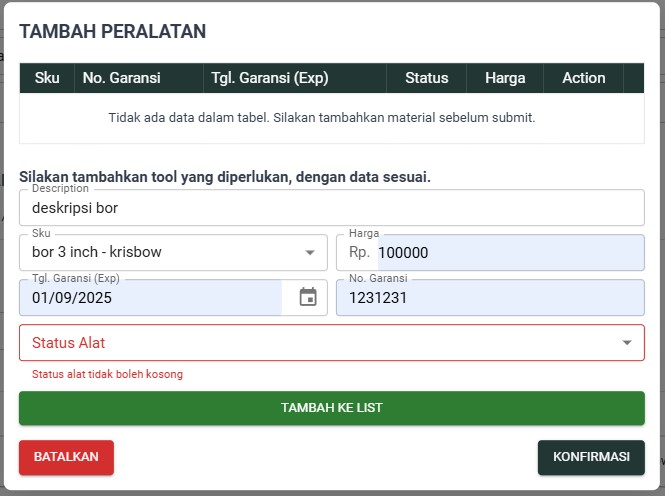 TAMBAH PERALATAN
Sku No. Garansi Tgl. Garansi (Exp) Status Harga Action
Tidak ada data dalam tabel. Silakan tambahkan material sebelum submit.
Silakan tambahkan tool yang diperlukan, dengan data sesuai.
Description
deskripsi bor
Sku
bor 3 inch - krisbow
Harga
Rp. 100000
Tgl. Garansi (Exp)
01/09/2025
No. Garansi
1231231
Status Alat
Status alat tidak boleh kosong
TAMBAH KE LIST
BATALKAN
KONFIRMASI